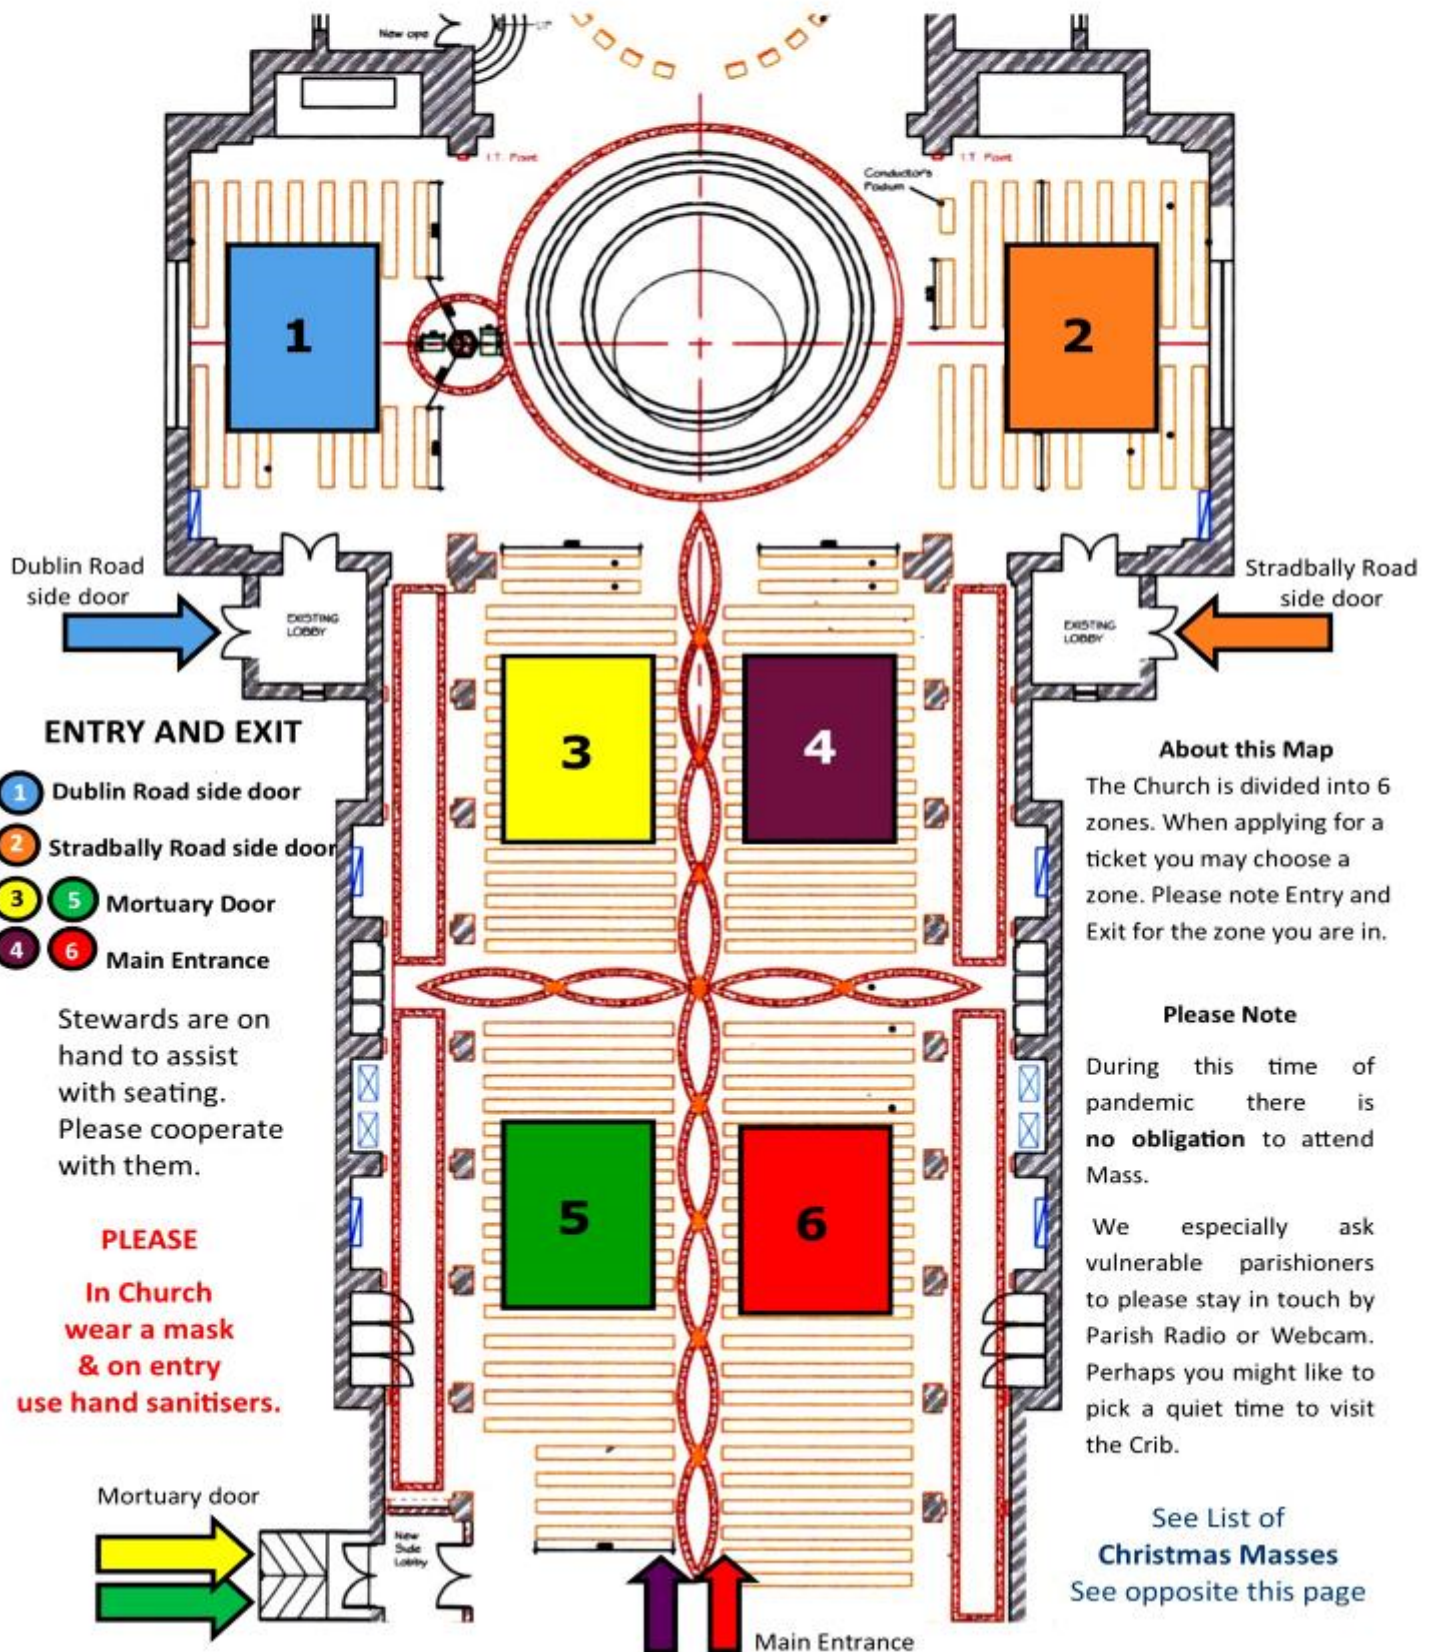 New ope
I.T. Point
I.T. Point
Conductor's
Podium
1
2
Dublin Road
side door
Stradbally Road
side door
EXISTING
LOBBY
EXISTING
LOBBY
3
4
ENTRY AND EXIT
1 Dublin Road side door
2 Stradbally Road side door
3 5 Mortuary Door
4 6 Main Entrance
Stewards are on
hand to assist
with seating.
Please cooperate
with them.
PLEASE
In Church
wear a mask
& on entry
use hand sanitisers.
About this Map
The Church is divided into 6
zones. When applying for a
ticket you may choose a
zone. Please note Entry and
Exit for the zone you are in.
Please Note
During this time of
pandemic there is
no obligation to attend
Mass.
We especially ask
vulnerable parishioners
to please stay in touch by
Parish Radio or Webcam.
Perhaps you might like to
pick a quiet time to visit
the Crib.
5
6
Mortuary door
New
Side
Lobby
See List of
Christmas Masses
See opposite this page
Main Entrance